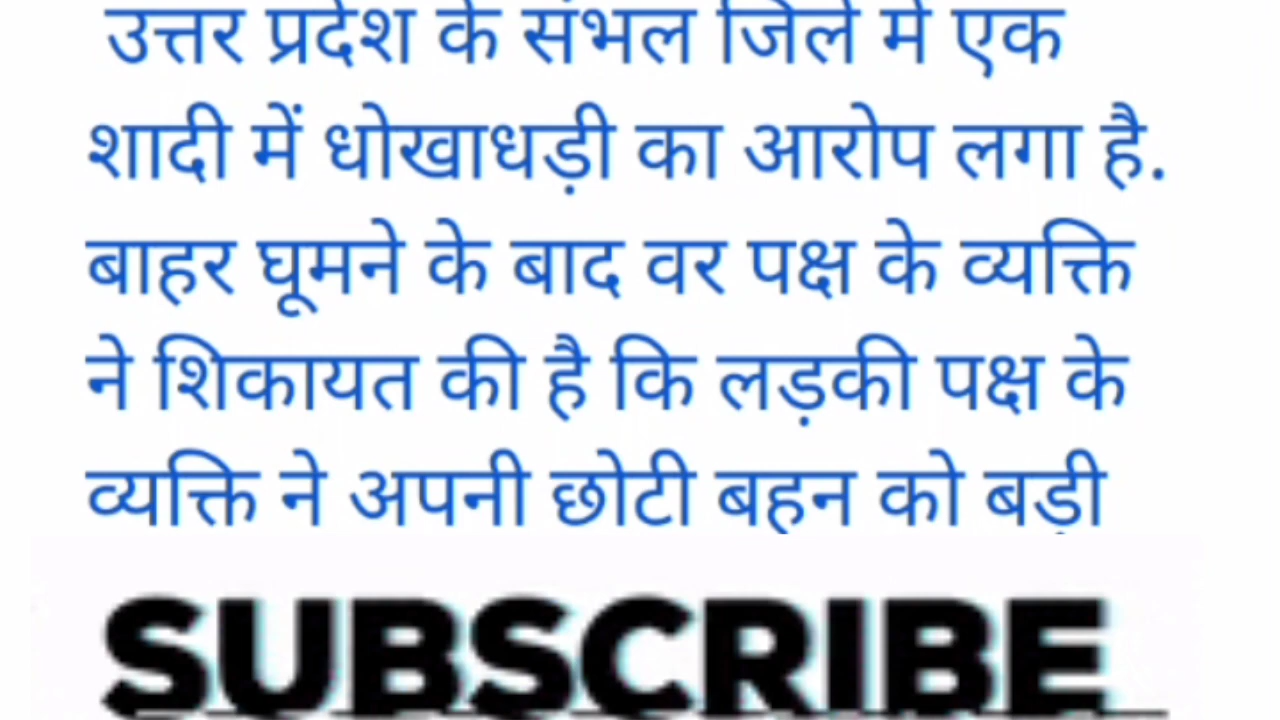 उत्तर प्रदेश के संभल जिले में एक
शादी में धोखाधड़ी का आरोप लगा है.
बाहर घूमने के बाद वर पक्ष के व्यक्ति
ने शिकायत की है कि लड़की पक्ष के
व्यक्ति ने अपनी छोटी बहन को बड़ी
SUBSCRIBE